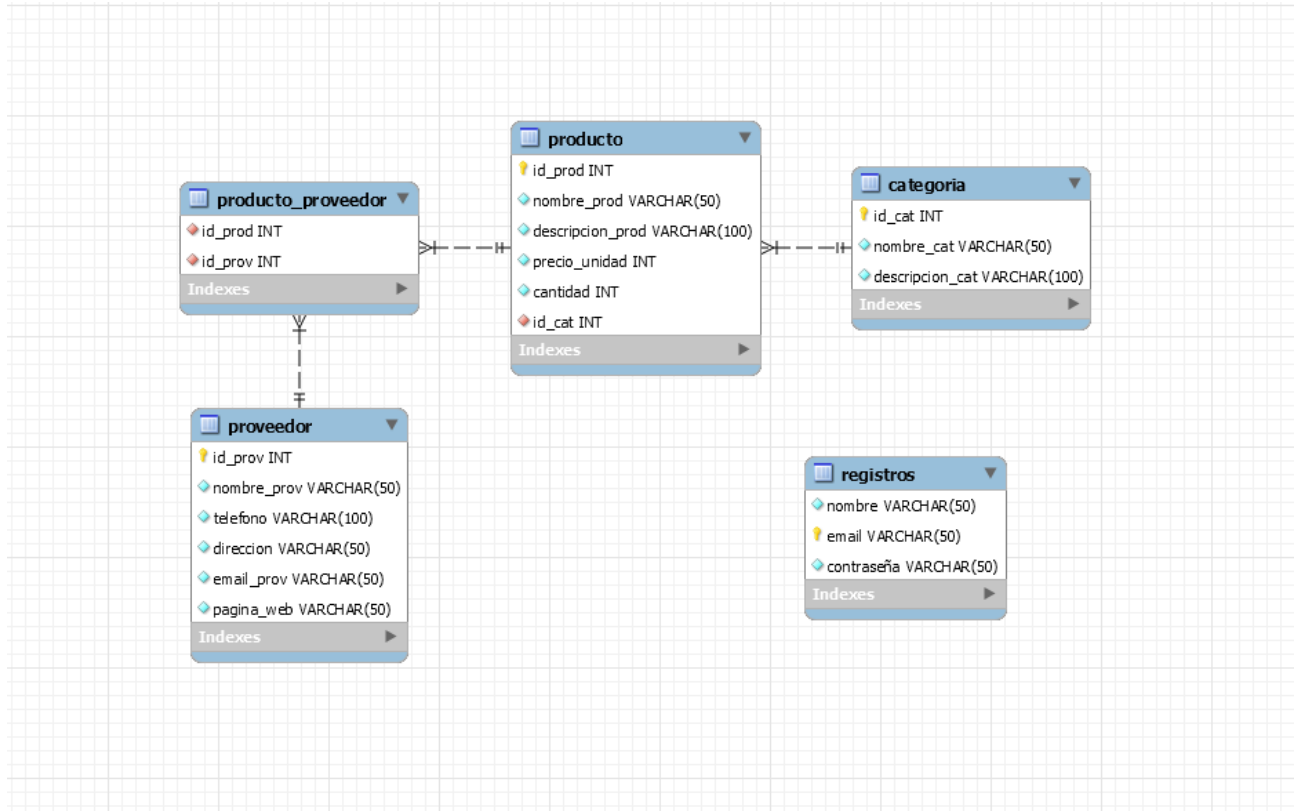 producto_proveedor
id_prod INT
id_prov INT
Indexes
producto
id_prod INT
nombre_prod VARCHAR(50)
descripcion_prod VARCHAR(100)
precio_unidad INT
cantidad INT
id_cat INT
Indexes
categoria
id_cat INT
nombre_cat VARCHAR(50)
descripcion_cat VARCHAR(100)
Indexes
proveedor
id_prov INT
nombre_prov VARCHAR(50)
telefono VARCHAR(100)
direccion VARCHAR(50)
email_prov VARCHAR(50)
pagina_web VARCHAR(50)
Indexes
registros
nombre VARCHAR(50)
email VARCHAR(50)
contraseña VARCHAR(50)
Indexes